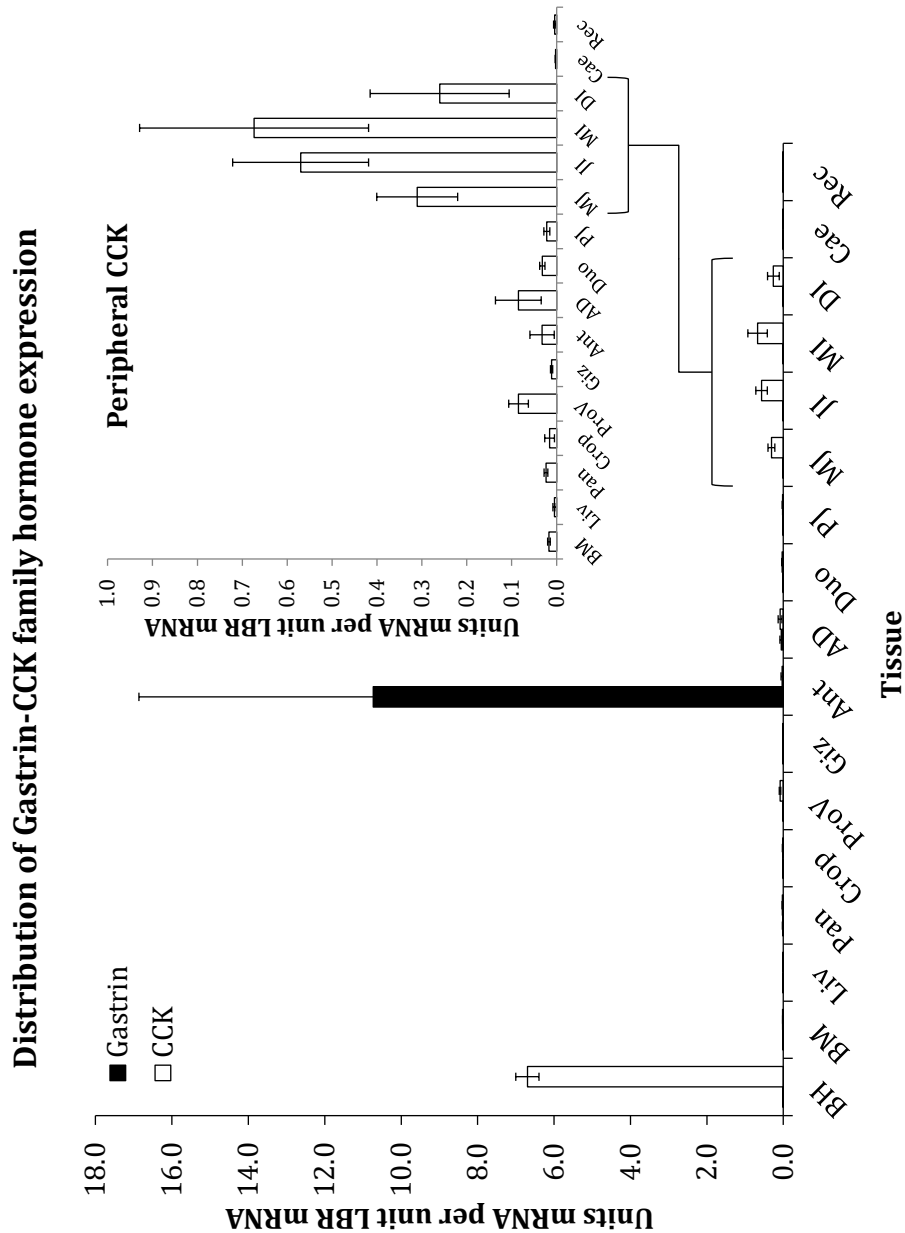 Distribution of Gastrin-CCK family hormone expression
Gastrin
CCK
Units mRNA per unit LBR mRNA
18.0
16.0
14.0
12.0
10.0
8.0
6.0
4.0
2.0
0.0
BH BM Liv Pan Crop ProV Giz Ant AD Duo PJ MJ JI MI DI Cae Rec
Tissue
Peripheral CCK
Units mRNA per unit LBR mRNA
1.0
0.9
0.8
0.7
0.6
0.5
0.4
0.3
0.2
0.1
0.0
BM Liv Pan Crop ProV Giz Ant AD Duo PJ MJ JI MI DI Cae Rec